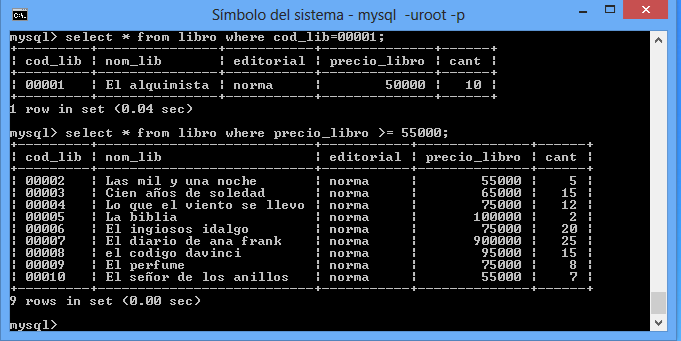 Símbolo del sistema - mysql -uroot -p
mysql> select * from libro where cod_lib=00001;
+---------+---------------+-----------+--------------+------+
| cod_lib | nom_lib | editorial | precio_libro | cant |
+---------+---------------+-----------+--------------+------+
| 00001 | El alquimista | norma | 50000 | 10 |
+---------+---------------+-----------+--------------+------+
1 row in set (0.04 sec)
mysql> select * from libro where precio_libro >= 55000;
+---------+---------------------------+-----------+--------------+------+
| cod_lib | nom_lib | editorial | precio_libro | cant |
+---------+---------------------------+-----------+--------------+------+
| 00002 | Las mil y una noche | norma | 55000 | 5 |
| 00003 | Cien años de soledad | norma | 65000 | 15 |
| 00004 | Lo que el viento se llevo | norma | 75000 | 12 |
| 00005 | La biblia | norma | 100000 | 2 |
| 00006 | El ingiosos idalgo | norma | 75000 | 20 |
| 00007 | El diario de ana frank | norma | 900000 | 25 |
| 00008 | el codigo davinci | norma | 95000 | 15 |
| 00009 | El perfume | norma | 75000 | 8 |
| 00010 | El señor de los anillos | norma | 55000 | 7 |
+---------+---------------------------+-----------+--------------+------+
9 rows in set (0.00 sec)
mysql>